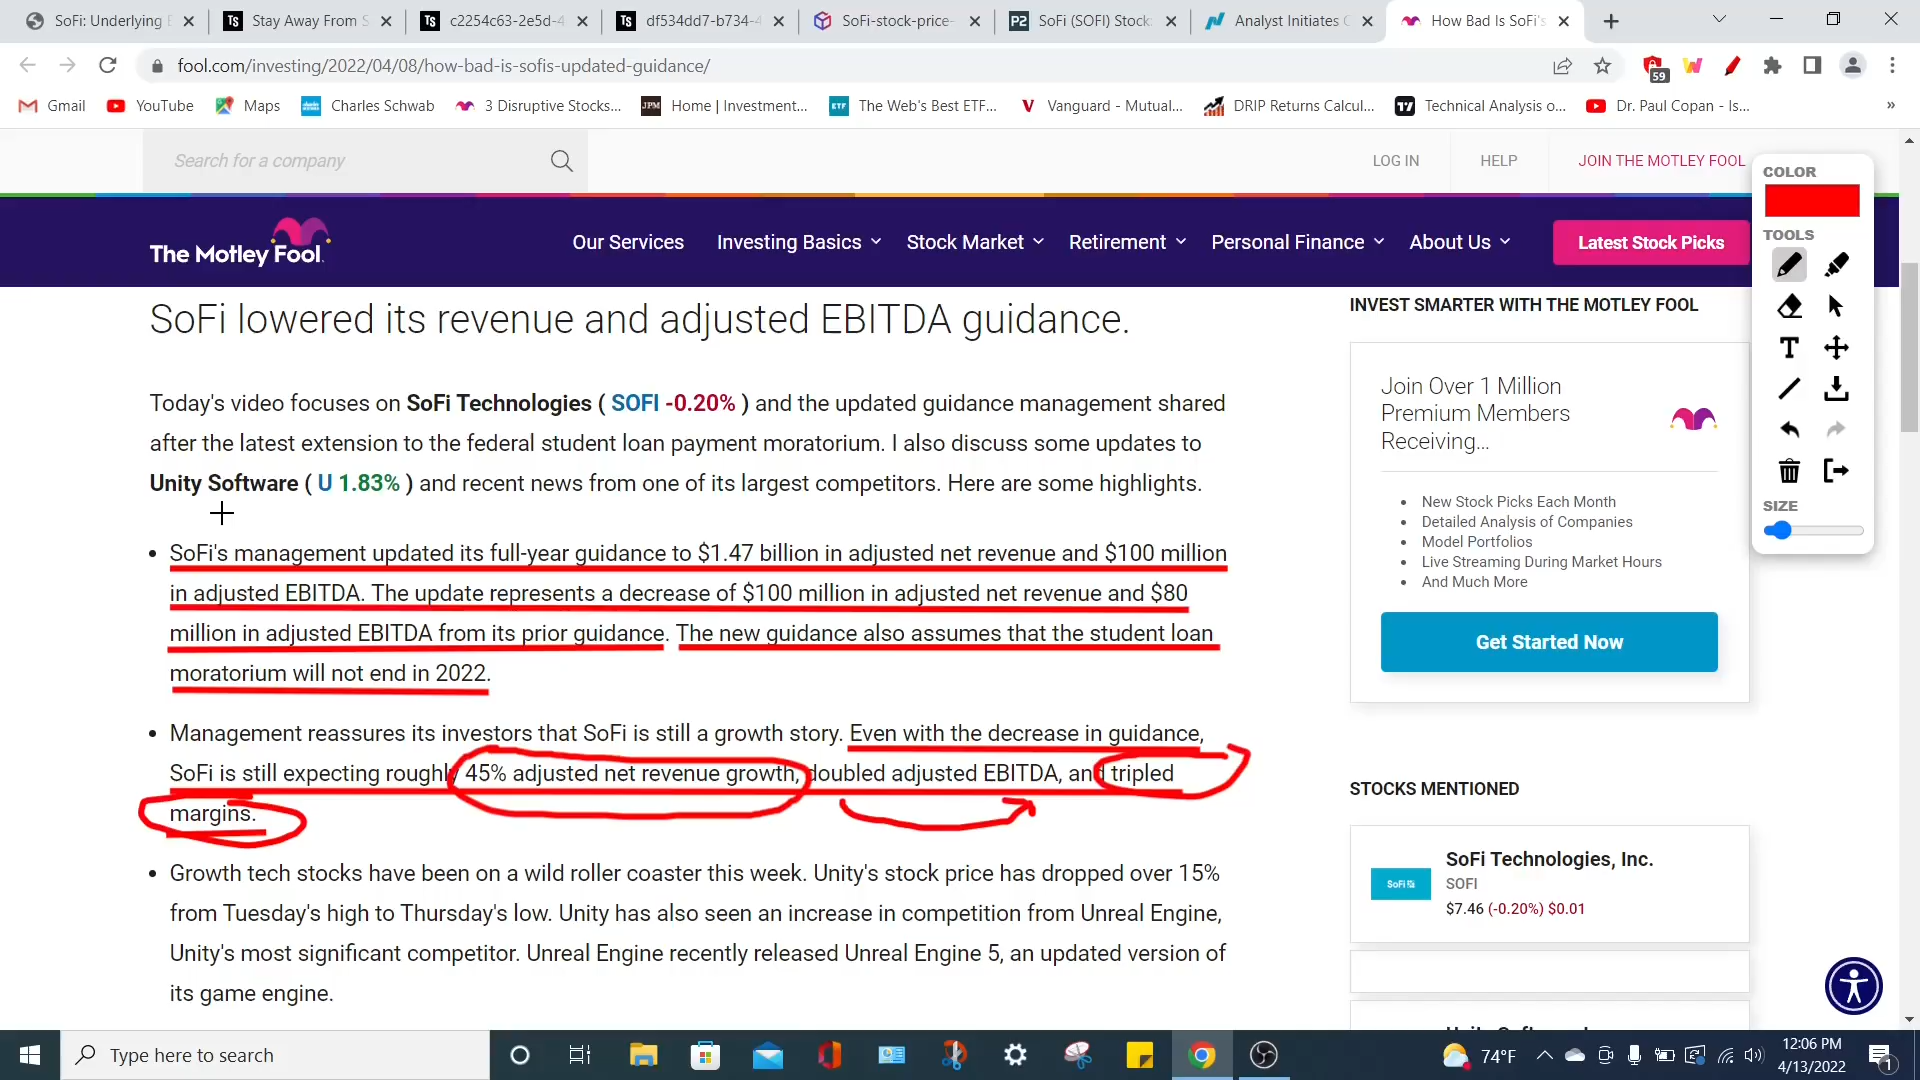 SoFi: Underlying
Stay Away From S
c2254c63-2e5d-4
df534dd7-b734-4
SoFi-stock-price-
SoFi (SOFI) Stock
Analyst Initiates C
How Bad Is SoFi's
fool.com/investing/2022/04/08/how-bad-is-sofis-updated-guidance/
59
Gmail
YouTube
Maps
Charles Schwab
3 Disruptive Stocks...
JPM
Home | Investment...
ETF
The Web's Best ETF...
Vanguard - Mutual...
DRIP Returns Calcul...
Technical Analysis o...
Dr. Paul Copan - Is...
»
Search for a company
LOG IN
HELP
JOIN THE MOTLEY FOOL
The Motley Fool.
Our Services
Investing Basics
Stock Market
Retirement
Personal Finance
About Us
Latest Stock Picks
COLOR
TOOLS
T
SIZE
SoFi lowered its revenue and adjusted EBITDA guidance.
Today's video focuses on SoFi Technologies ( SOFI -0.20% ) and the updated guidance management shared
after the latest extension to the federal student loan payment moratorium. I also discuss some updates to
Unity Software ( U 1.83% ) and recent news from one of its largest competitors. Here are some highlights.
• SoFi's management updated its full-year guidance to $1.47 billion in adjusted net revenue and $100 million
in adjusted EBITDA. The update represents a decrease of $100 million in adjusted net revenue and $80
million in adjusted EBITDA from its prior guidance. The new guidance also assumes that the student loan
moratorium will not end in 2022.
• Management reassures its investors that SoFi is still a growth story. Even with the decrease in guidance,
SoFi is still expecting roughly 45% adjusted net revenue growth, doubled adjusted EBITDA, and tripled
margins.
• Growth tech stocks have been on a wild roller coaster this week. Unity's stock price has dropped over 15%
from Tuesday's high to Thursday's low. Unity has also seen an increase in competition from Unreal Engine,
Unity's most significant competitor. Unreal Engine recently released Unreal Engine 5, an updated version of
its game engine.
INVEST SMARTER WITH THE MOTLEY FOOL
Join Over 1 Million
Premium Members
Receiving...
• New Stock Picks Each Month
• Detailed Analysis of Companies
• Model Portfolios
• Live Streaming During Market Hours
• And Much More
Get Started Now
STOCKS MENTIONED
SoFi
SoFi Technologies, Inc.
SOFI
$7.46 (-0.20%) $0.01
Type here to search
74°F
12:06 PM
4/13/2022
1